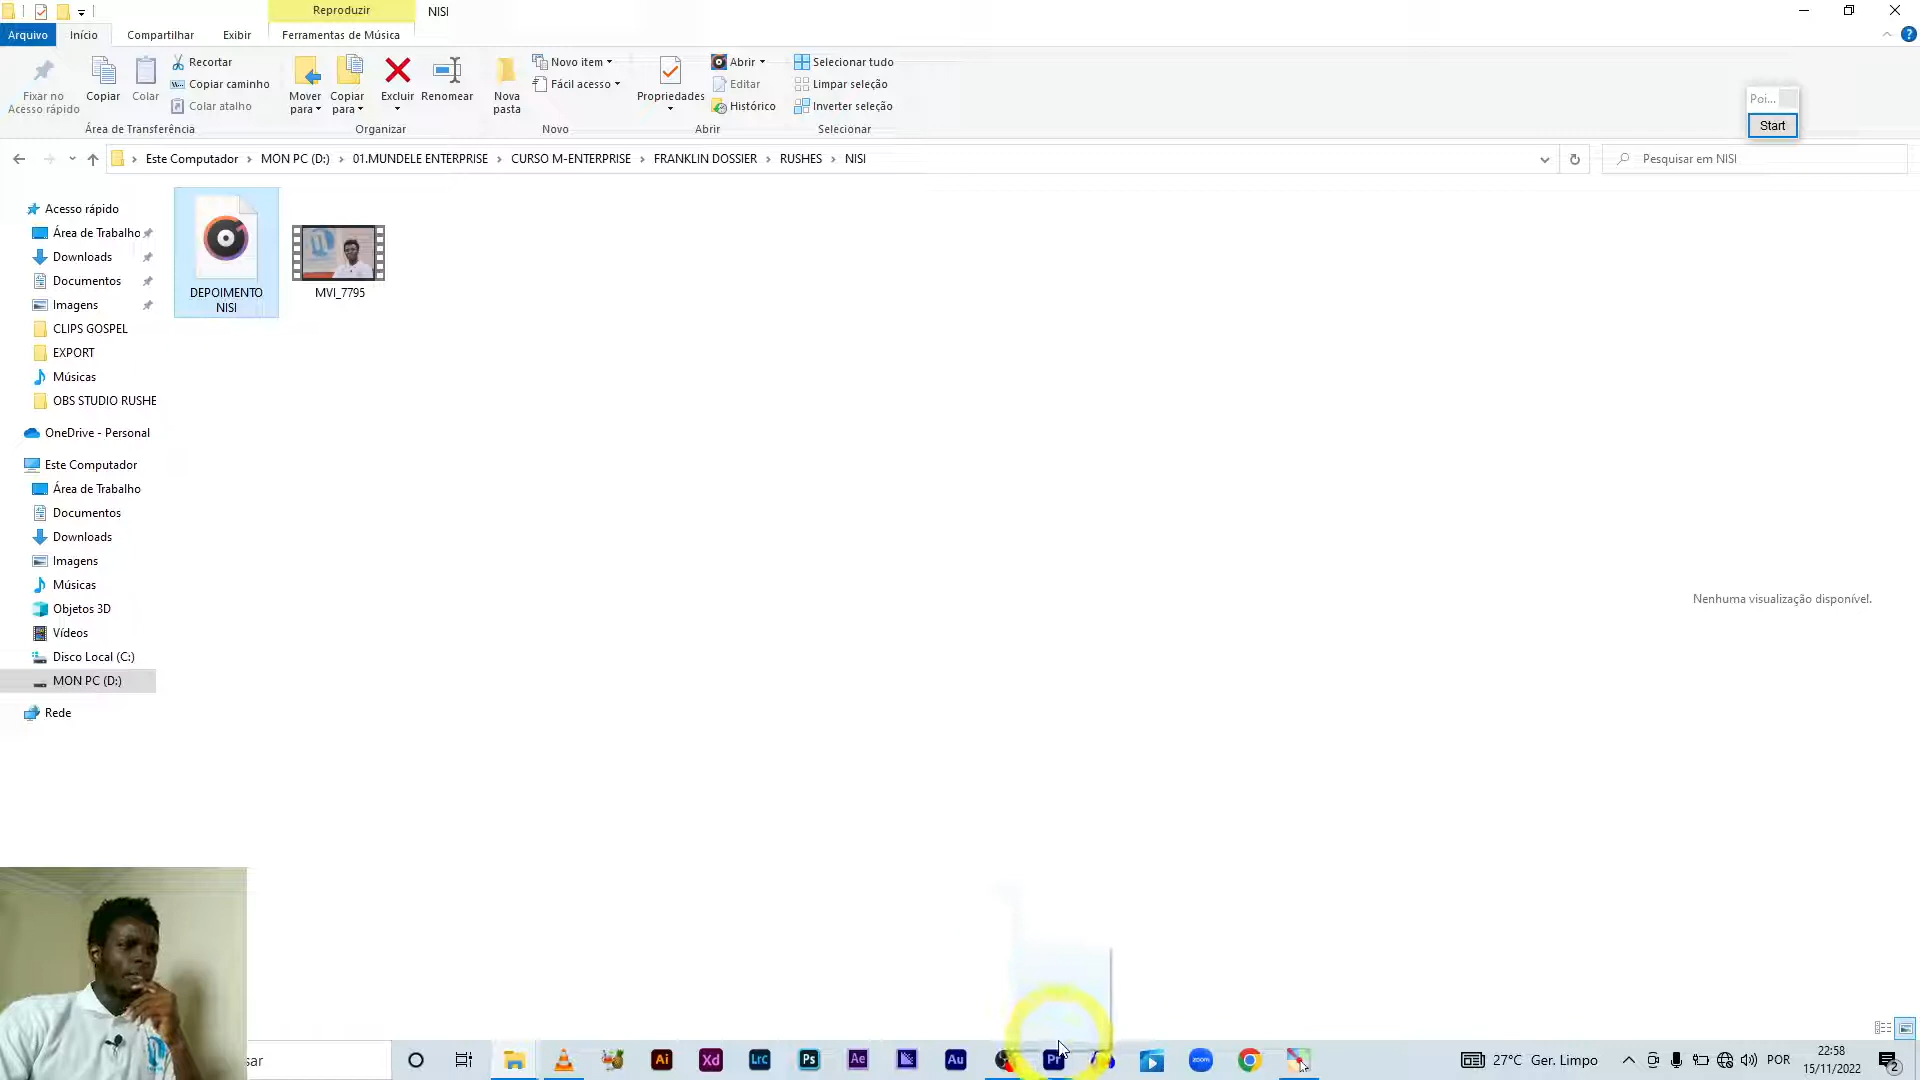 Reproduzir
NISI
Arquivo
Início
Compartilhar
Exibir
Ferramentas de Música
Fixar no
Acesso rápido
Copiar
Colar
Recortar
Copiar caminho
Colar atalho
Área de Transferência
Mover
para
Copiar
para
Excluir
Renomear
Organizar
Nova
pasta
Novo item
Fácil acesso
Novo
Propriedades
Abrir
Editar
Histórico
Abrir
Selecionar tudo
Limpar seleção
Inverter seleção
Selecionar
Poi...
Start
Este Computador
MON PC (D:)
01.MUNDELE ENTERPRISE
CURSO M-ENTERPRISE
FRANKLIN DOSSIER
RUSHES
NISI
Pesquisar em NISI
Acesso rápido
Área de Trabalho
Downloads
Documentos
Imagens
CLIPS GOSPEL
EXPORT
Músicas
OBS STUDIO RUSHE
OneDrive - Personal
Este Computador
Área de Trabalho
Documentos
Downloads
Imagens
Músicas
Objetos 3D
Vídeos
Disco Local (C:)
MON PC (D:)
Rede
DEPOIMENTO
NISI
MVI_7795
Nenhuma visualização disponível.
sar
Ai
Xd
Lrc
Ps
Ae
Au
Pr
zoom
27°C Ger. Limpo
POR
22:58
15/11/2022
2